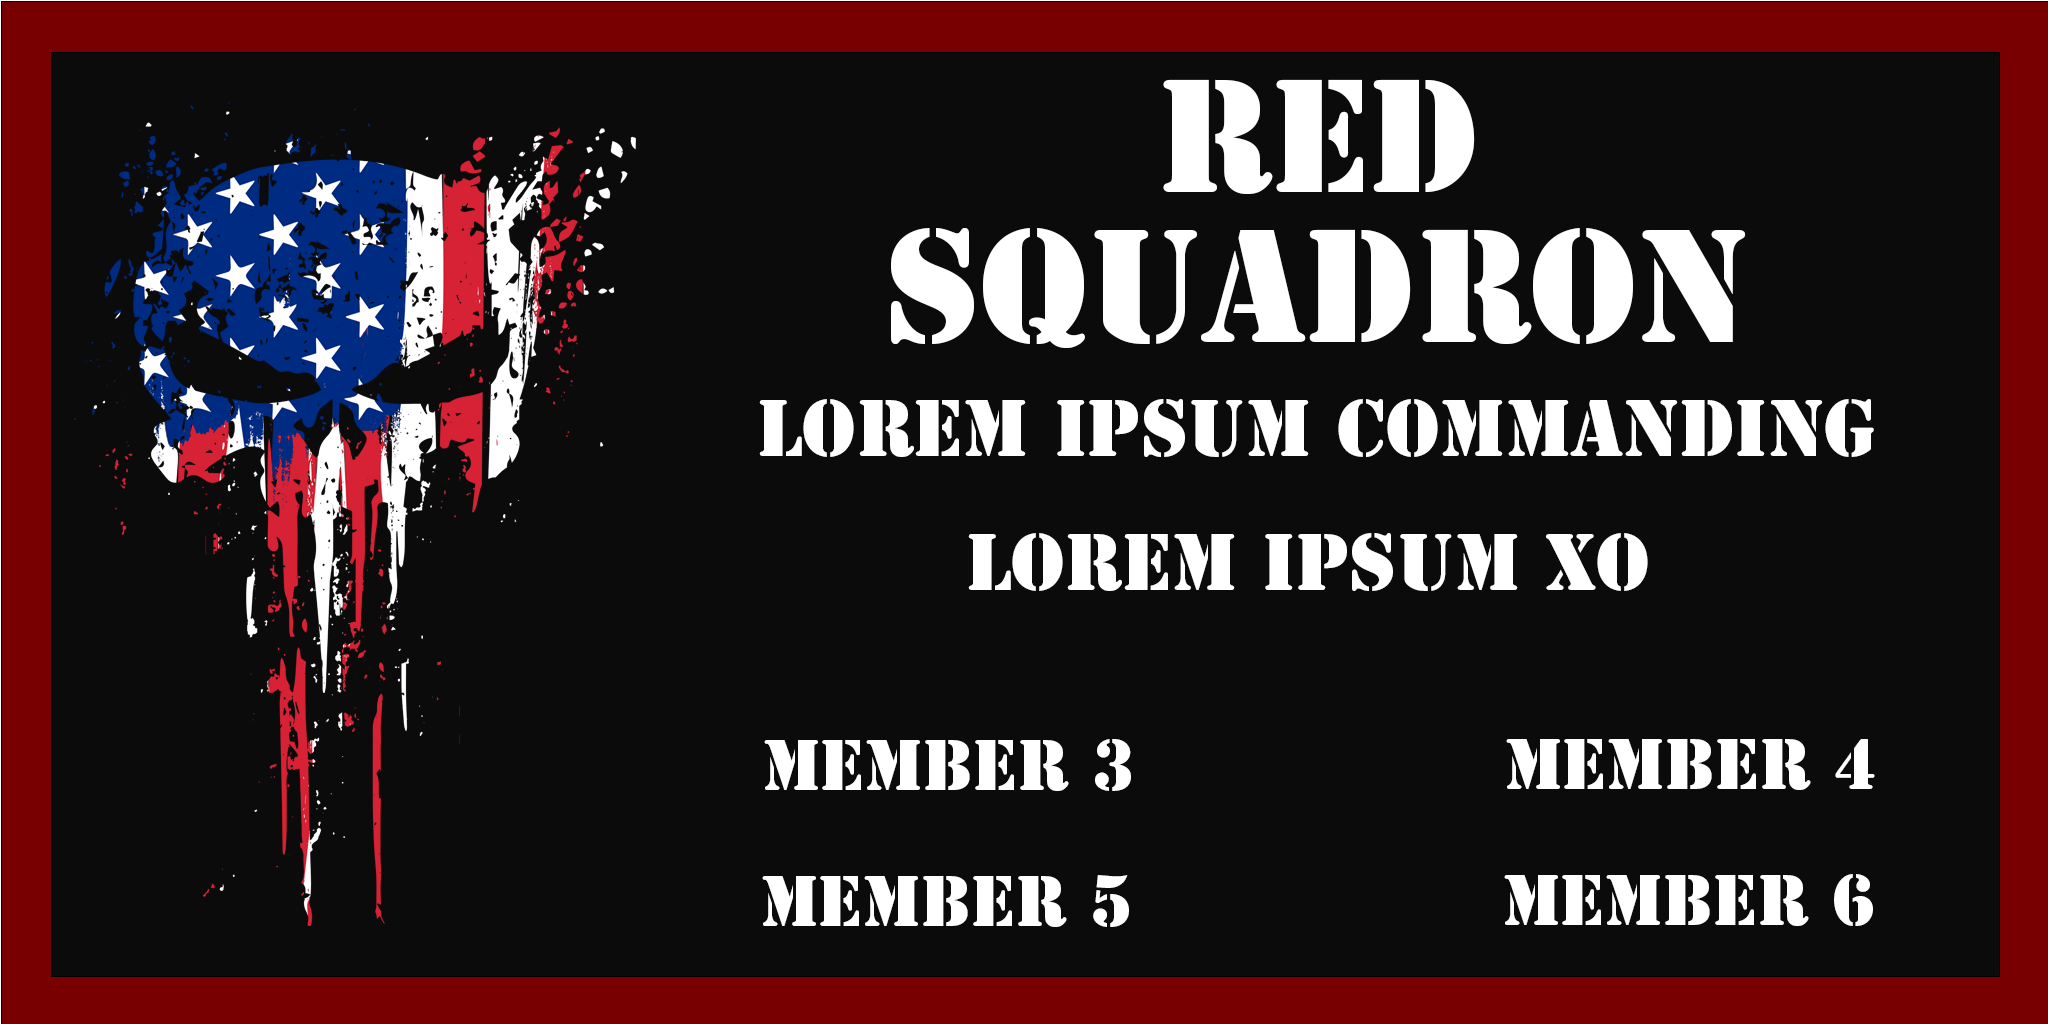 RED
SQUADRON
LOREM IPSUM COMMANDING
LOREM IPSUM XO
MEMBER 3 MEMBER 4
MEMBER 5 MEMBER 6